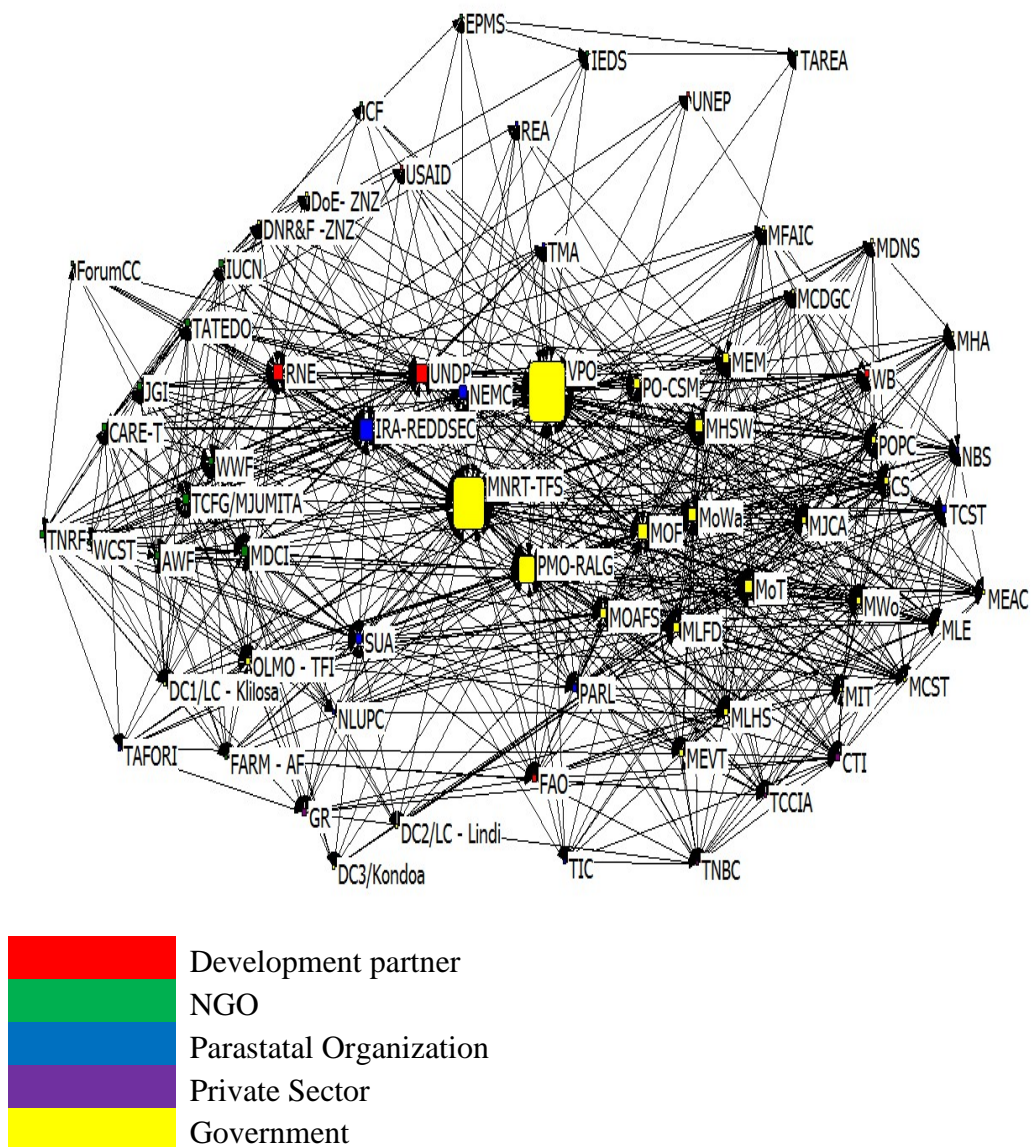 EPMS
IEDS
TAREA
UNEP
ICF
REA
USAID
DoE- ZNZ
DNR&F -ZNZ
MFAIC
MDNS
TMA
ForumCC
IUCN
MCDGC
TATEDO
MHA
RNE
UNDP
VPO
MEM
WB
JGI
NEMC
PO-CSM
CARE-T
IRA-REDDSEC
MHSW
POPC
NBS
WWF
MNRT-TFS
CS
TCFG/MJUMITA
MoWa
TCST
TNRF
WCST
MOF
MJCA
AWF
MDCI
PMO-RALG
MoT
MEAC
MWo
MOAFS
MLFD
MLE
SUA
OLMO - TFI
DC1/LC - Klilosa
PARL
MIT
MCST
NLUPC
MLHS
TAFORI
FARM - AF
MEVT
CTI
FAO
TCCIA
GR
DC2/LC - Lindi
DC3/Kondoa
TIC
TNBC
Development partner
NGO
Parastatal Organization
Private Sector
Government